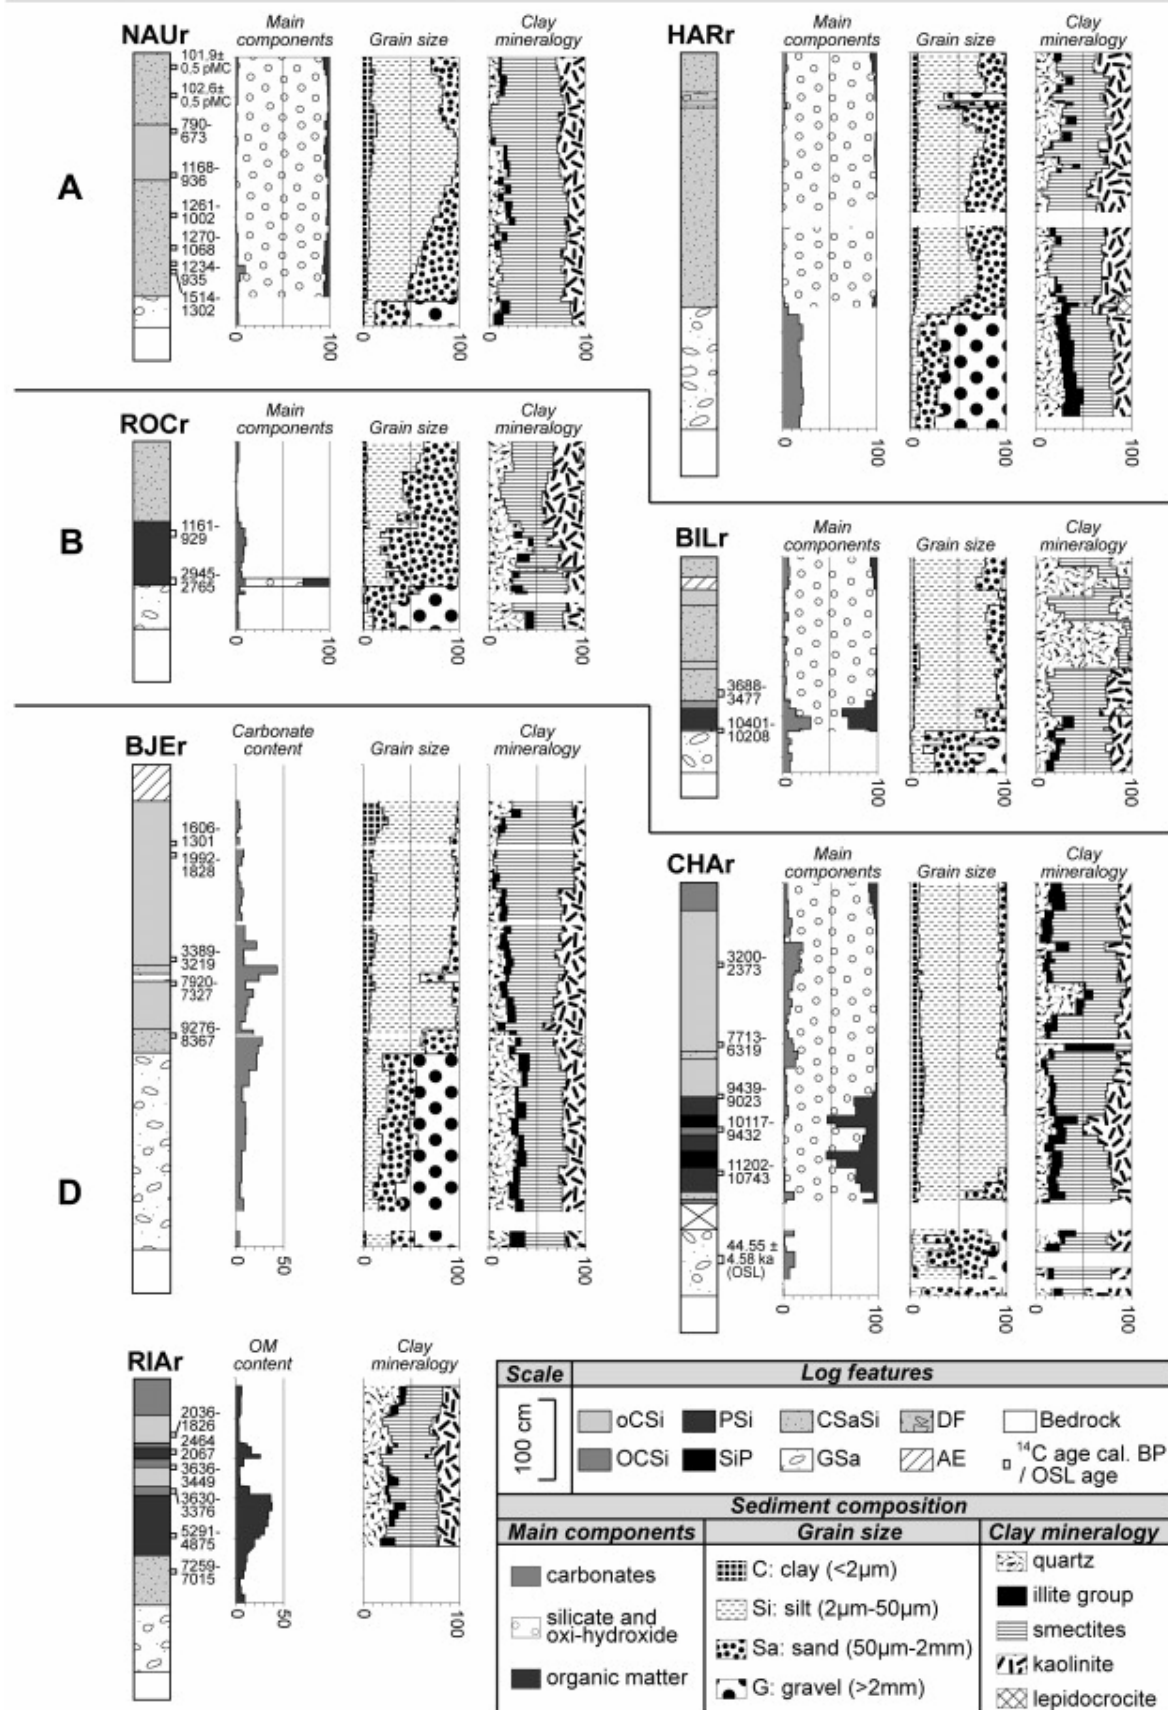 NAUr
Main
components
Grain size
Clay
mineralogy
101,9±
0,5 pMC
102,6±
0,5 pMC
790-
673
1168-
936
1261-
1002
1270-
1068
1234-
935
1514-
1302
0
100
0
100
0
100
A
HARr
Main
components
Grain size
Clay
mineralogy
0
100
0
100
0
100
ROCr
Main
components
Grain size
Clay
mineralogy
B
1161-
929
2945-
2765
0
100
0
100
0
100
BILr
Main
components
Grain size
Clay
mineralogy
3688-
3477
10401-
10208
0
100
0
100
0
100
BJEr
Carbonate
content
Grain size
Clay
mineralogy
1606-
1301
1992-
1828
3389-
3219
7920-
7327
9276-
8367
D
0
50
0
100
0
100
CHAr
Main
components
Grain size
Clay
mineralogy
3200-
2373
7713-
6319
9439-
9023
10117-
9432
11202-
10743
44.55 ±
4.58 ka
(OSL)
0
100
0
100
0
100
RIAr
OM
content
Clay
mineralogy
2036-
1826
2464-
2067
3636-
3449
3630-
3376
5291-
4875
7259-
7015
0
50
0
100
Scale
Log features
100 cm
oCSi
PSi
CSaSi
DF
Bedrock
OCSi
SiP
GSa
AE
14C age cal. BP
/ OSL age
Sediment composition
Main components
Grain size
Clay mineralogy
carbonates
silicate and
oxi-hydroxide
organic matter
C: clay (<2µm)
Si: silt (2µm-50µm)
Sa: sand (50µm-2mm)
G: gravel (>2mm)
quartz
illite group
smectites
kaolinite
lepidocrocite